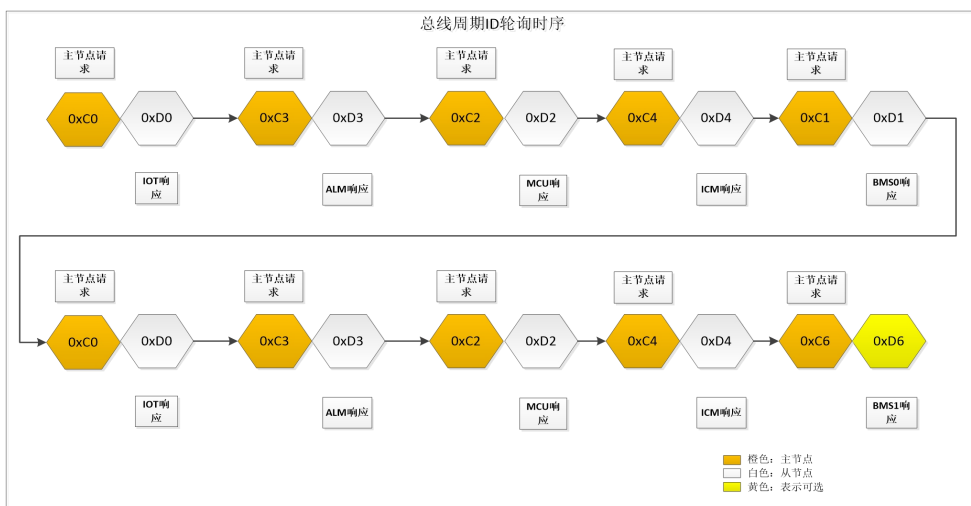 总线周期ID轮询时序
主节点请
求
主节点请
求
主节点请
求
主节点请
求
主节点请
求
0xC0
0xD0
0xC3
0xD3
0xC2
0xD2
0xC4
0xD4
0xC1
0xD1
IOT响
应
ALM响应
MCU响
应
ICM响应
BMS0响
应
主节点请
求
主节点请
求
主节点请
求
主节点请
求
主节点请
求
0xC0
0xD0
0xC3
0xD3
0xC2
0xD2
0xC4
0xD4
0xC6
0xD6
IOT响
应
ALM响应
MCU响
应
ICM响应
BMS1响
应
橙色：主节点
白色：从节点
黄色：表示可选